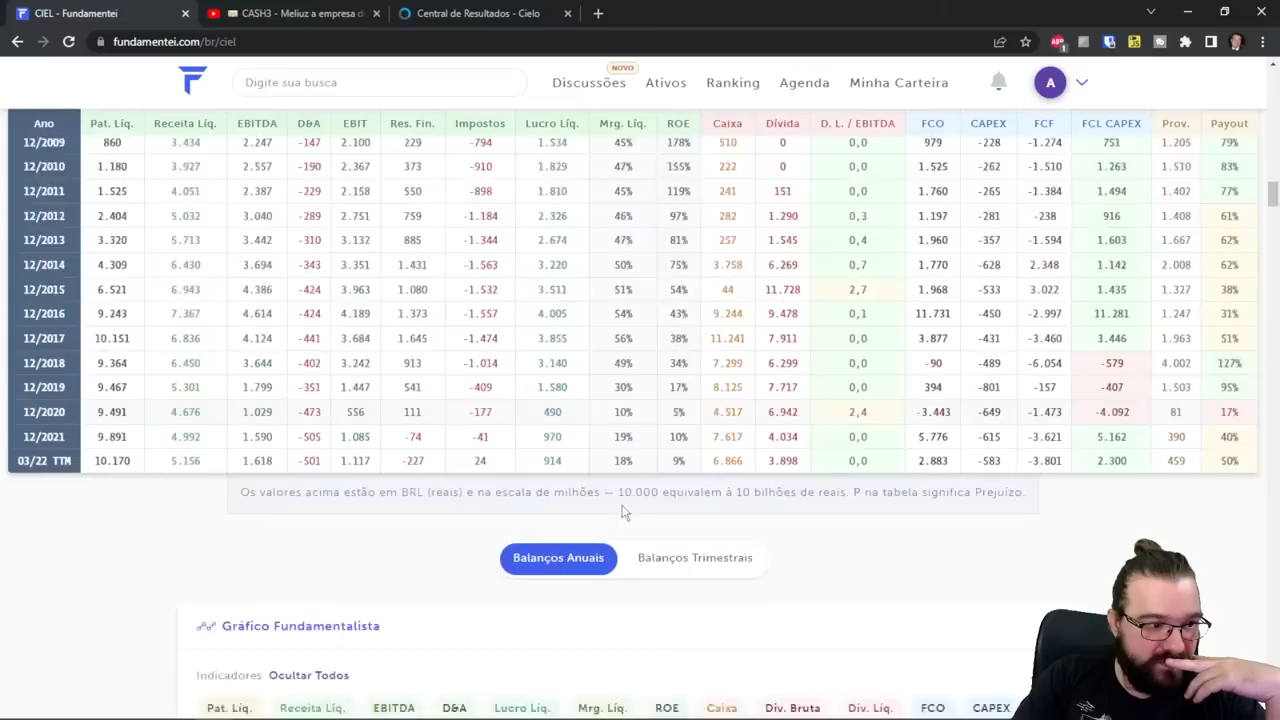 CIEL - Fundamentei
CASH3 - Meliuz a empresa d
Central de Resultados - Cielo
fundamentei.com/br/ciel
Digite sua busca
NOVO
Discussões Ativos Ranking Agenda Minha Carteira
A
Ano Pat. Líq. Receita Líq. EBITDA D&A EBIT Res. Fin. Impostos Lucro Líq. Mrg. Líq. ROE Caixa Dívida D. L. / EBITDA FCO CAPEX FCF FCL CAPEX Prov. Payout
12/2009 860 3.434 2.247 -147 2.100 229 -794 1.534 45% 178% 510 0 0,0 979 -228 -1.274 751 1.205 79%
12/2010 1.180 3.927 2.557 -190 2.367 373 -910 1.829 47% 155% 222 0 0,0 1.525 -262 -1.510 1.263 1.510 83%
12/2011 1.525 4.051 2.387 -229 2.158 550 -898 1.810 45% 119% 241 151 0,0 1.760 -265 -1.384 1.494 1.402 77%
12/2012 2.404 5.032 3.040 -289 2.751 759 -1.184 2.326 46% 97% 282 1.290 0,3 1.197 -281 -238 916 1.408 61%
12/2013 3.320 5.713 3.442 -310 3.132 885 -1.344 2.674 47% 81% 257 1.545 0,4 1.960 -357 -1.594 1.603 1.667 62%
12/2014 4.309 6.430 3.694 -343 3.351 1.431 -1.563 3.220 50% 75% 3.758 6.269 0,7 1.770 -628 2.348 1.142 2.008 62%
12/2015 6.521 6.943 4.386 -424 3.963 1.080 -1.532 3.511 51% 54% 44 11.728 2,7 1.968 -533 3.022 1.435 1.327 38%
12/2016 9.243 7.367 4.614 -424 4.189 1.373 -1.557 4.005 54% 43% 9.244 9.478 0,1 11.731 -450 -2.997 11.281 1.247 31%
12/2017 10.151 6.836 4.124 -441 3.684 1.645 -1.474 3.855 56% 38% 11.241 7.911 0,0 3.877 -431 -3.460 3.446 1.963 51%
12/2018 9.364 6.450 3.644 -402 3.242 913 -1.014 3.140 49% 34% 7.299 6.299 0,0 -90 -489 -6.054 -579 4.002 127%
12/2019 9.467 5.301 1.799 -351 1.447 541 -409 1.580 30% 17% 8.125 7.717 0,0 394 -801 -157 -407 1.503 95%
12/2020 9.491 4.676 1.029 -473 556 111 -177 490 10% 5% 4.517 6.942 2,4 -3.443 -649 -1.473 -4.092 81 17%
12/2021 9.891 4.992 1.590 -505 1.085 -74 -41 970 19% 10% 7.617 4.034 0,0 5.776 -615 -3.621 5.162 390 40%
03/22 TTM 10.170 5.156 1.618 -501 1.117 -227 24 914 18% 9% 6.866 3.898 0,0 2.883 -583 -3.801 2.300 459 50%
Os valores acima estão em BRL (reais) e na escala de milhões — 10.000 equivalem à 10 bilhões de reais. P na tabela significa Prejuízo.
Balanços Anuais Balanços Trimestrais
Gráfico Fundamentalista
Indicadores Ocultar Todos
Pat. Líq. Receita Líq. EBITDA D&A Lucro Líq. Mrg. Líq. ROE Caixa Div. Bruta Div. Líq. FCO CAPEX